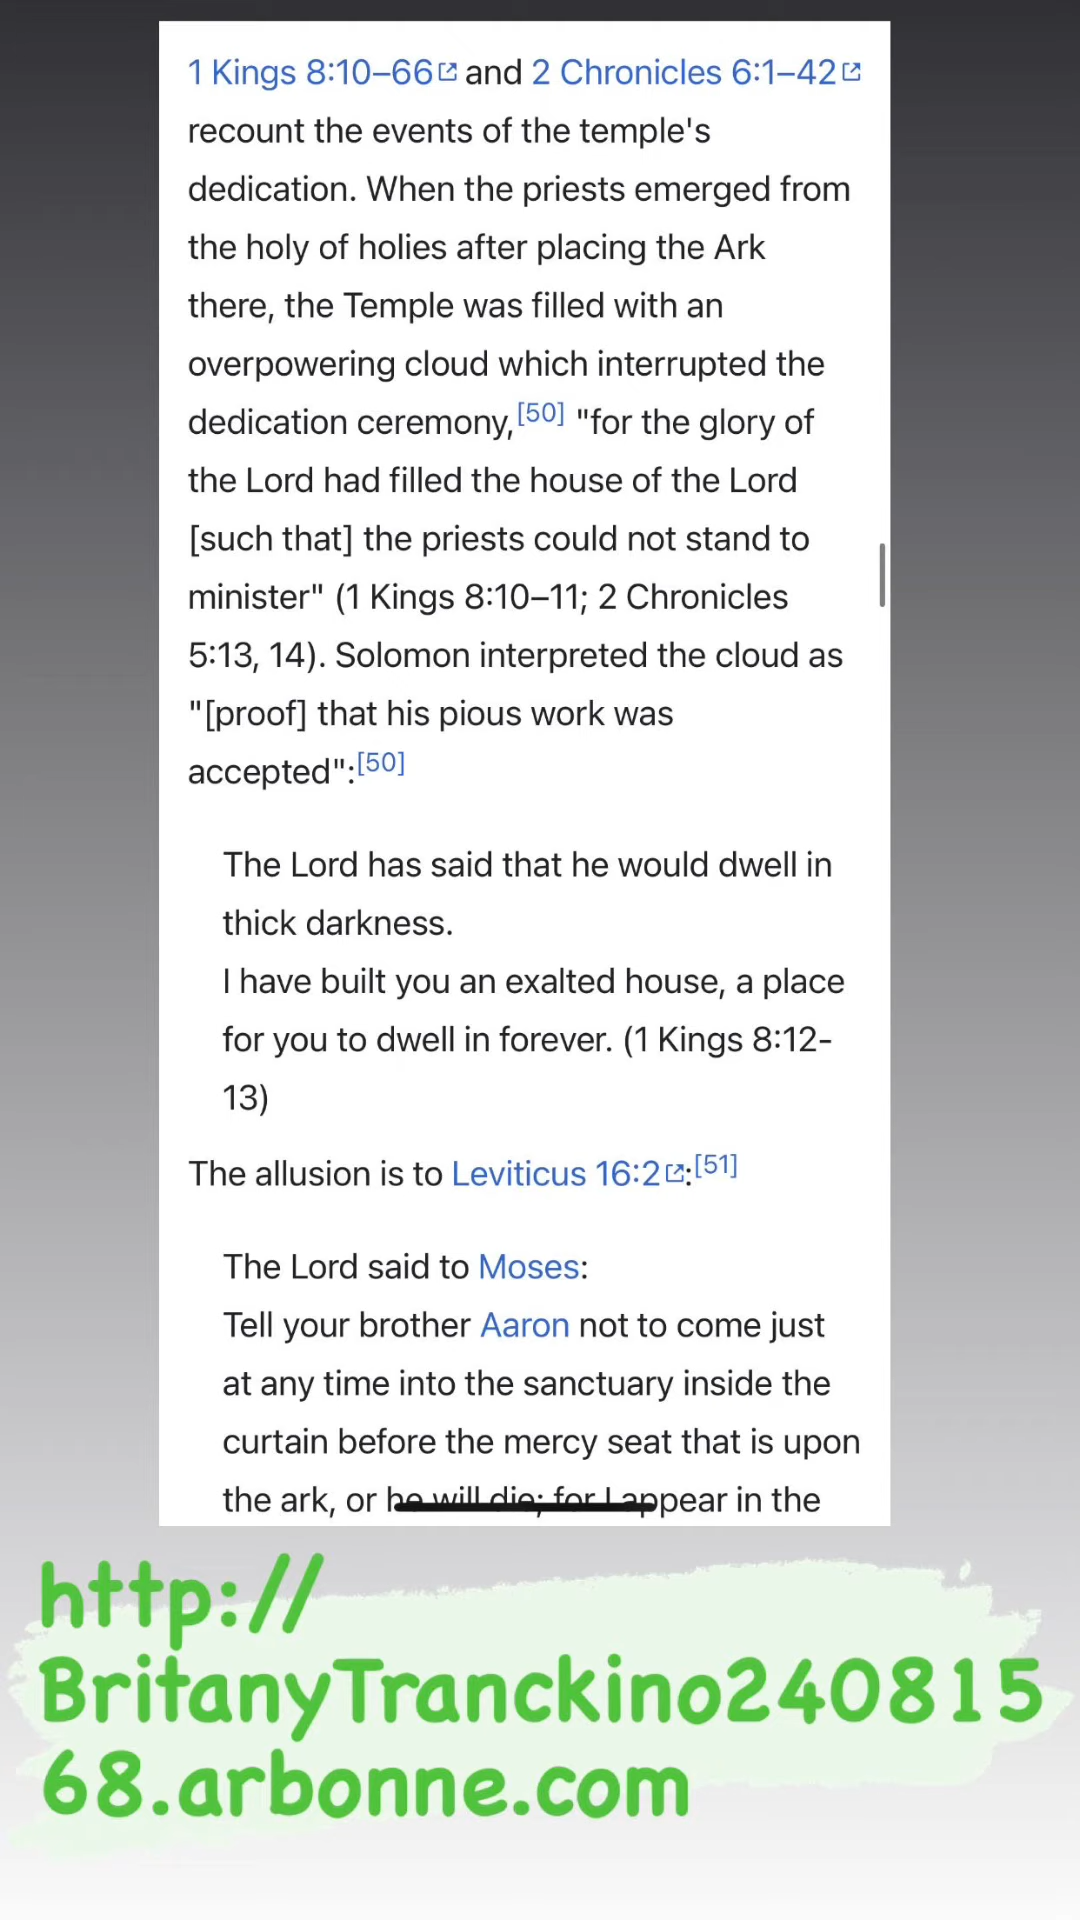 1 Kings 8:10–66 and 2 Chronicles 6:1–42
recount the events of the temple's
dedication. When the priests emerged from
the holy of holies after placing the Ark
there, the Temple was filled with an
overpowering cloud which interrupted the
dedication ceremony,[50] "for the glory of
the Lord had filled the house of the Lord
[such that] the priests could not stand to
minister" (1 Kings 8:10–11; 2 Chronicles
5:13, 14). Solomon interpreted the cloud as
"[proof] that his pious work was
accepted":[50]
The Lord has said that he would dwell in
thick darkness.
I have built you an exalted house, a place
for you to dwell in forever. (1 Kings 8:12-
13)
The allusion is to Leviticus 16:2:[51]
The Lord said to Moses:
Tell your brother Aaron not to come just
at any time into the sanctuary inside the
curtain before the mercy seat that is upon
the ark, or he will die; for I appear in the
http://
BritanyTranckino240815
68.arbonne.com